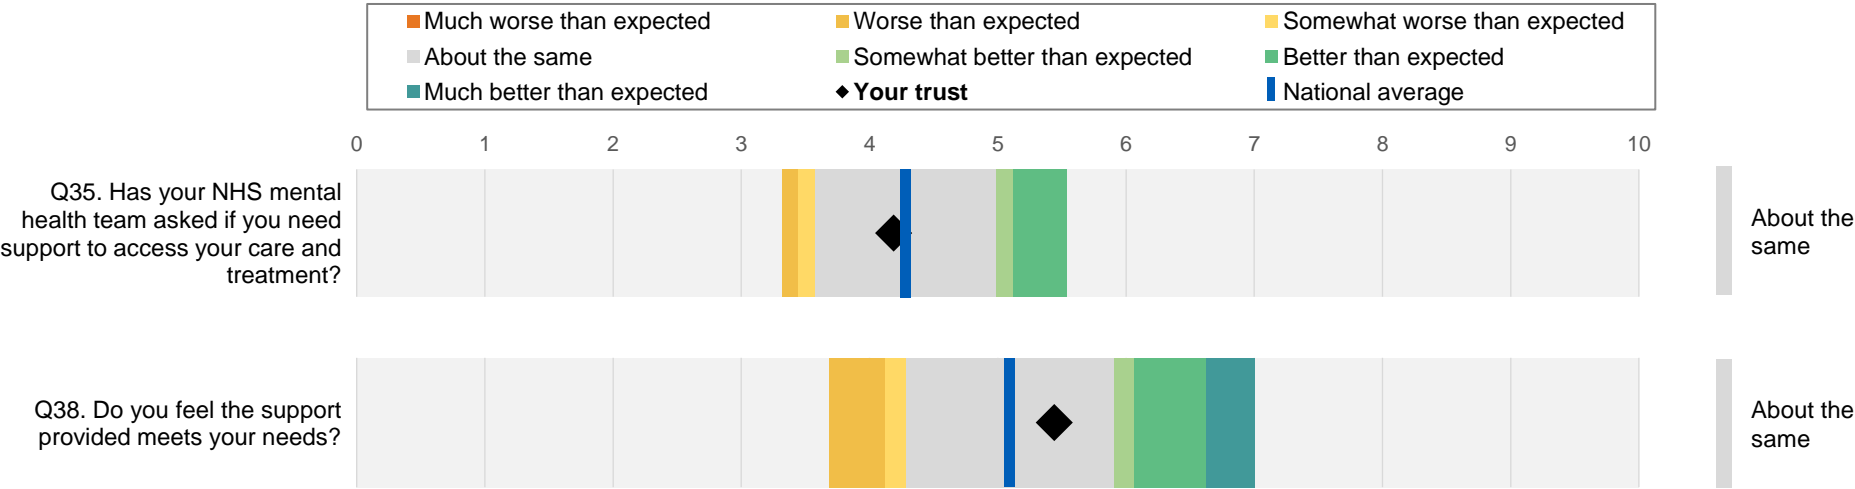 Much worse than expected
Worse than expected
Somewhat worse than expected
About the same
Somewhat better than expected
Better than expected
Much better than expected
Your trust
National average
0 1 2 3 4 5 6 7 8 9 10
Q35. Has your NHS mental
health team asked if you need
support to access your care and
treatment?
About the
same
Q38. Do you feel the support
provided meets your needs?
About the
same